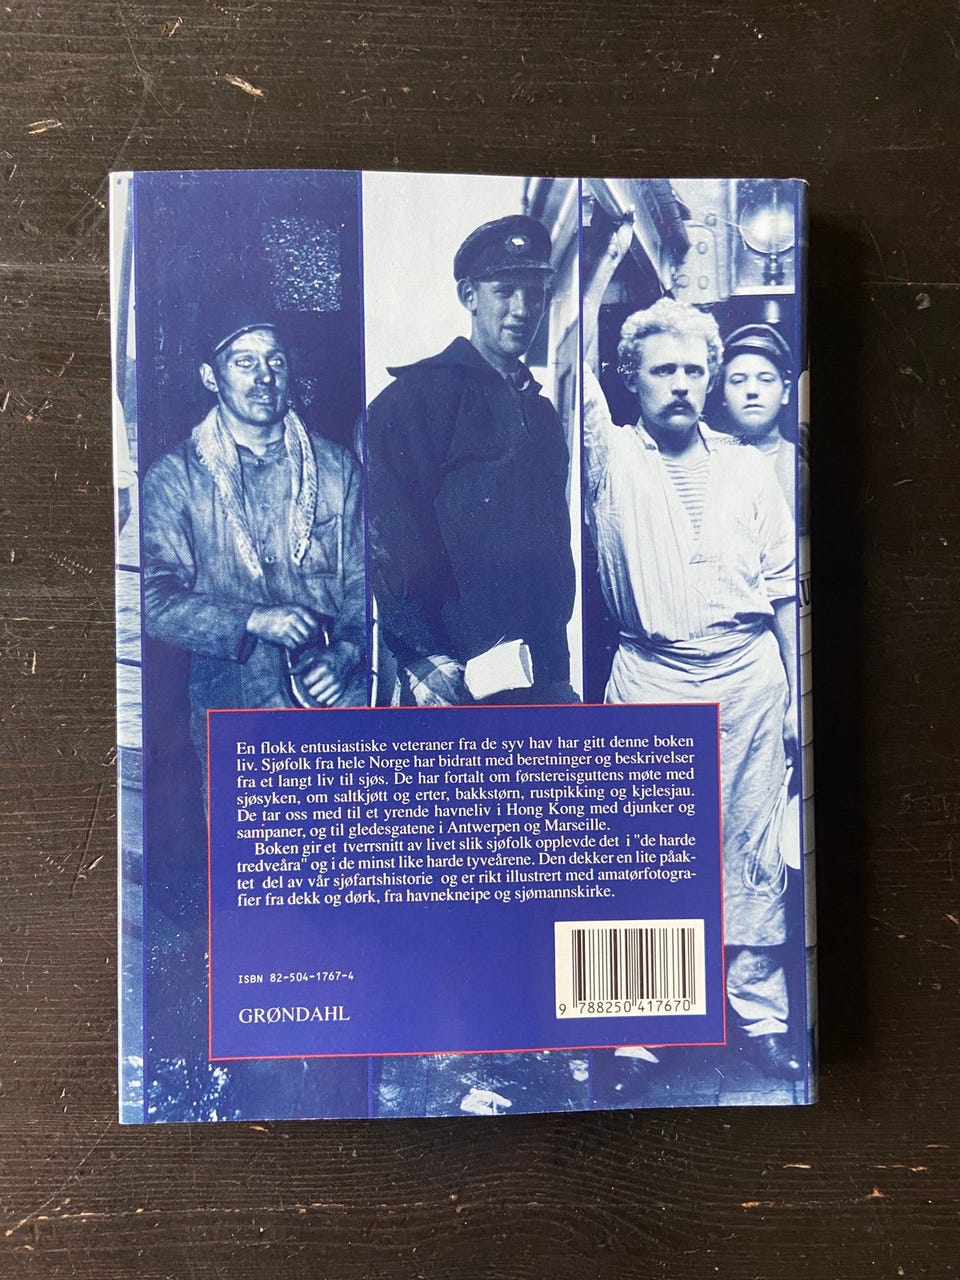 En flokk entusiastiske veteraner fra de syv hav har gitt denne boken
liv. Sjøfolk fra hele Norge har bidratt med beretninger og beskrivelser
fra et langt liv til sjøs. De har fortalt om førstereisguttens møte med
sjøsyken, om saltkjøtt og erter, bakkstørn, rustpikking og kjelesjau.
De tar oss med til et yrende havneliv i Hong Kong med djunker og
sampaner, og til gledesgatene i Antwerpen og Marseille.
Boken gir et tverrsnitt av livet slik sjøfolk opplevde det i "de harde
tredveåra" og i de minst like harde tyveårene. Den dekker en lite påak-
tet del av vår sjøfartshistorie og er rikt illustrert med amatørfotogra-
fier fra dekk og dørk, fra havnekneipe og sjømannskirke.
ISBN 82-504-1767-4
GRØNDAHL
9 788250 417670